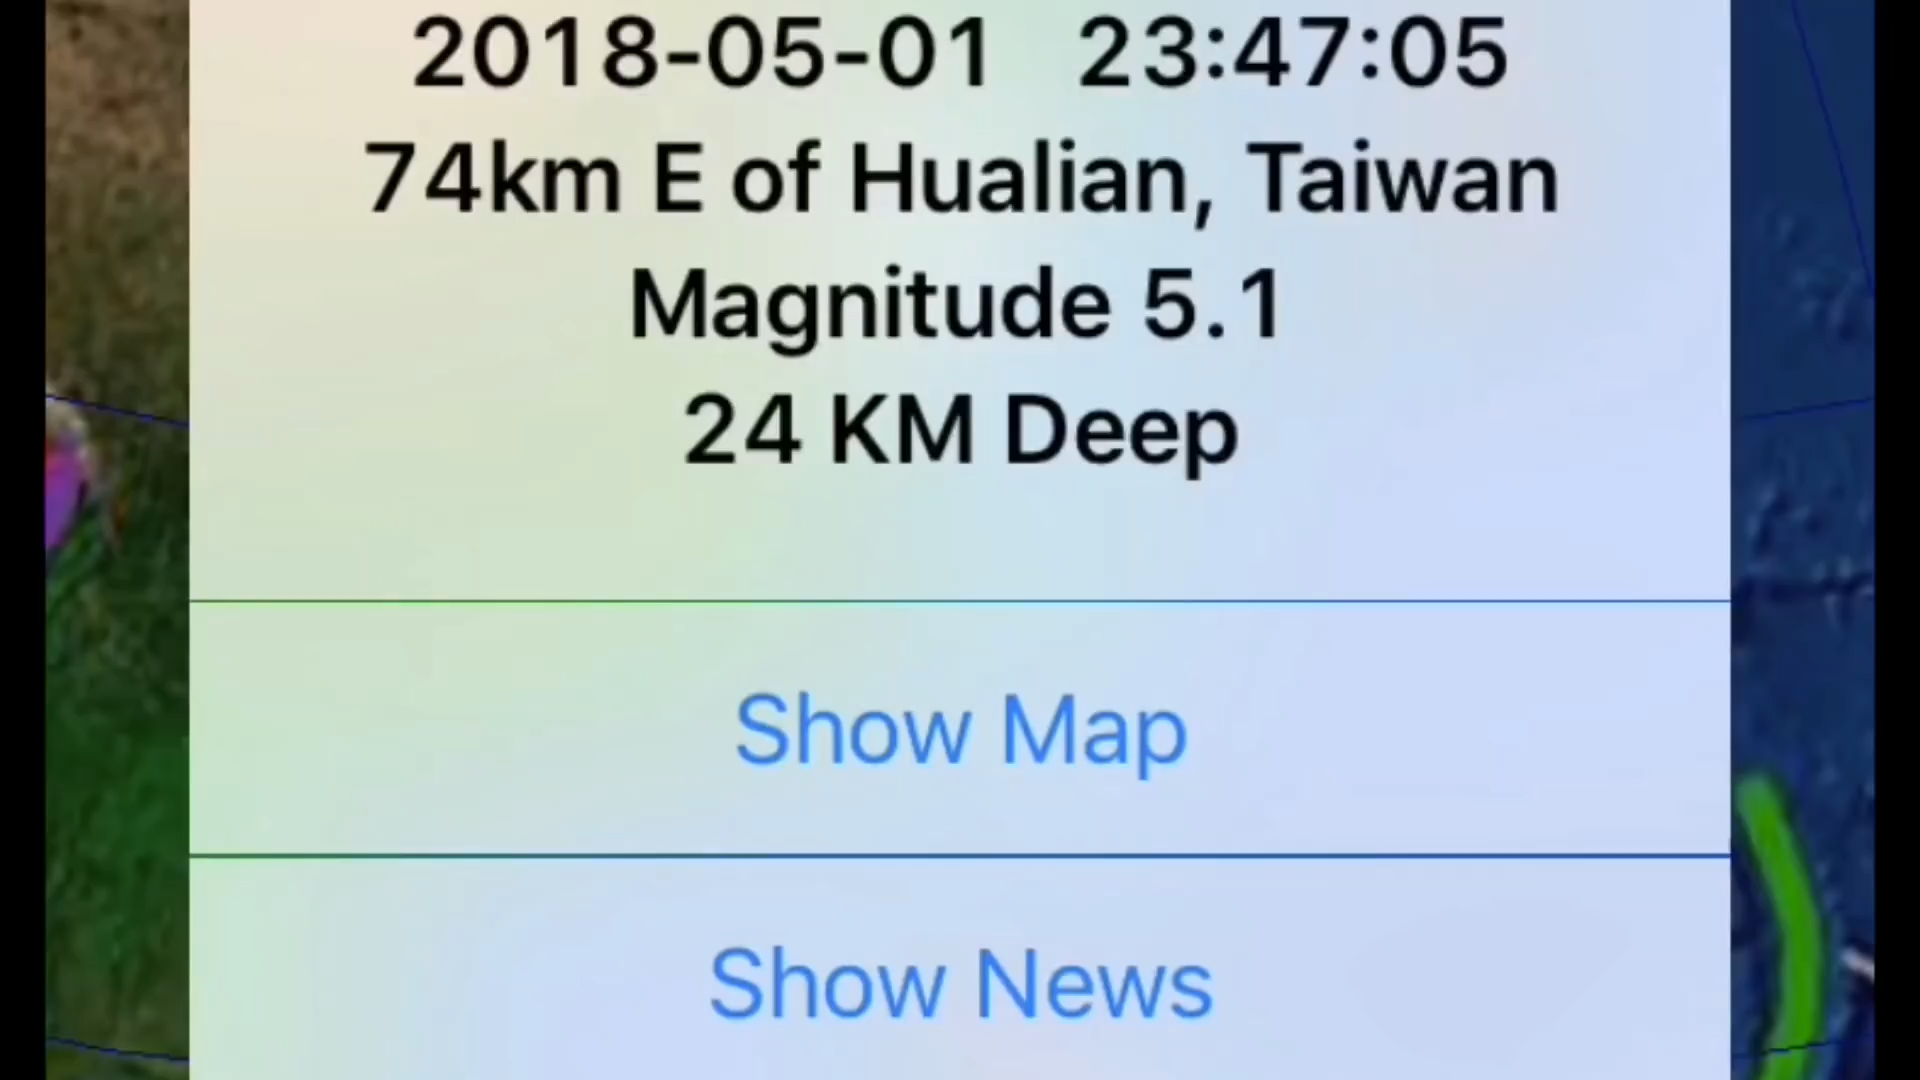 2018-05-01 23:47:05
74km E of Hualian, Taiwan
Magnitude 5.1
24 KM Deep
Show Map
Show News